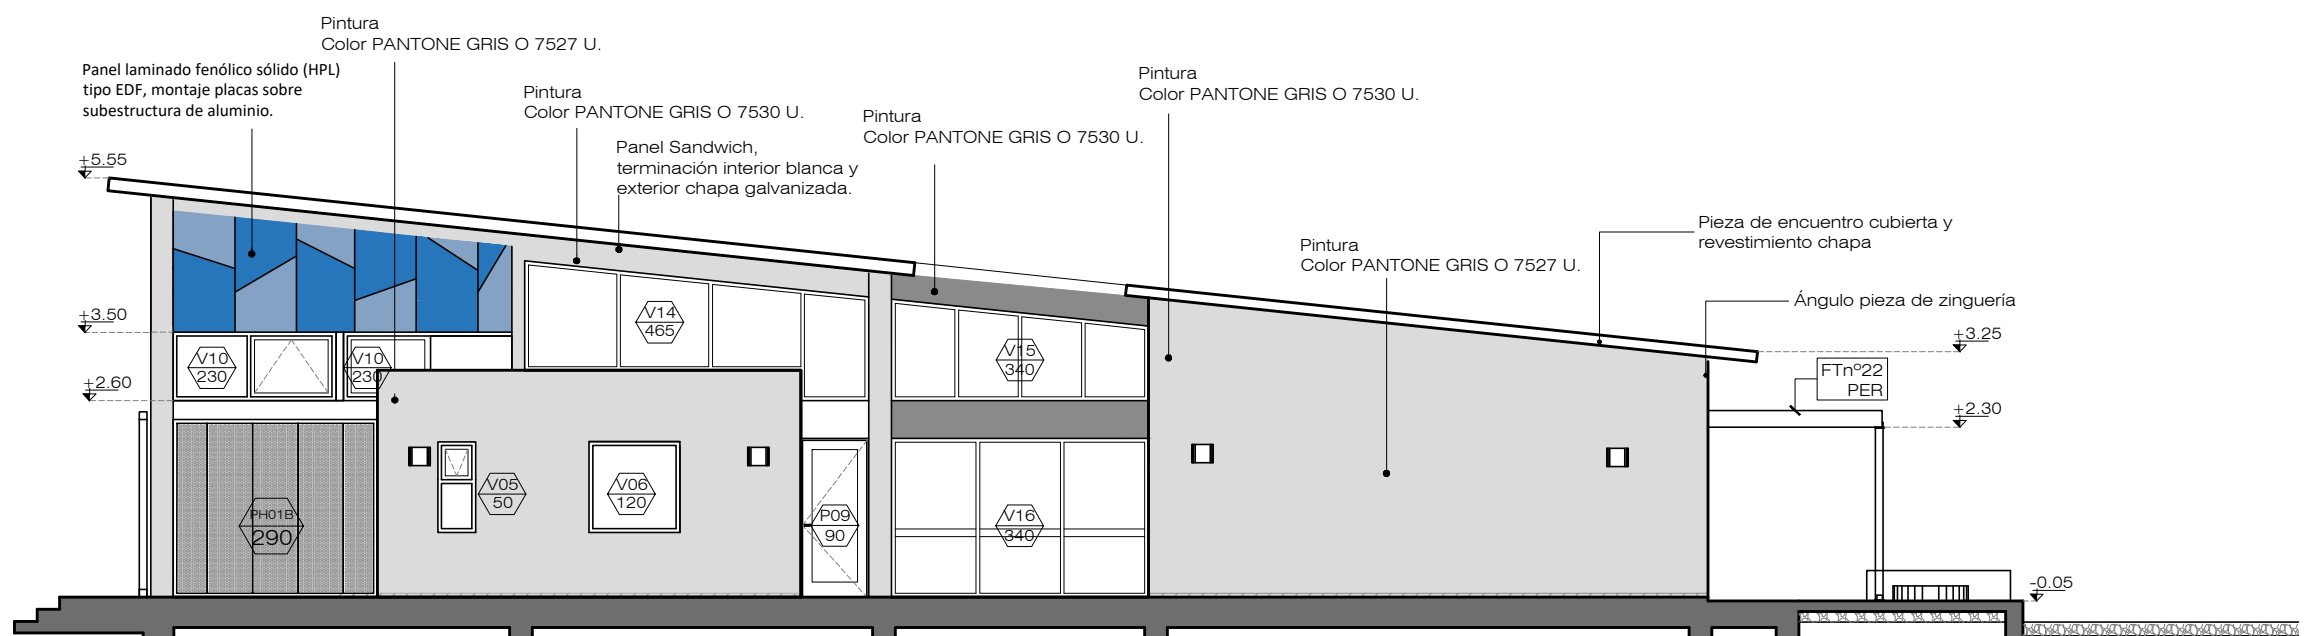 Pintura
Color PANTONE GRIS O 7527 U.
Panel laminado fenólico sólido (HPL)
tipo EDF, montaje placas sobre
subestructura de aluminio.
Pintura
Color PANTONE GRIS O 7530 U.
Panel Sandwich,
terminación interior blanca y
exterior chapa galvanizada.
Pintura
Color PANTONE GRIS O 7530 U.
Pintura
Color PANTONE GRIS O 7530 U.
Pintura
Color PANTONE GRIS O 7527 U.
Pieza de encuentro cubierta y
revestimiento chapa
Ángulo pieza de zinguería
+5.55
+3.50
+2.60
+3.25
FTnº22
PER
+2.30
-0.05
V10
230
V10
230
V14
465
V15
340
PH01B
290
V05
50
V06
120
P09
90
V16
340